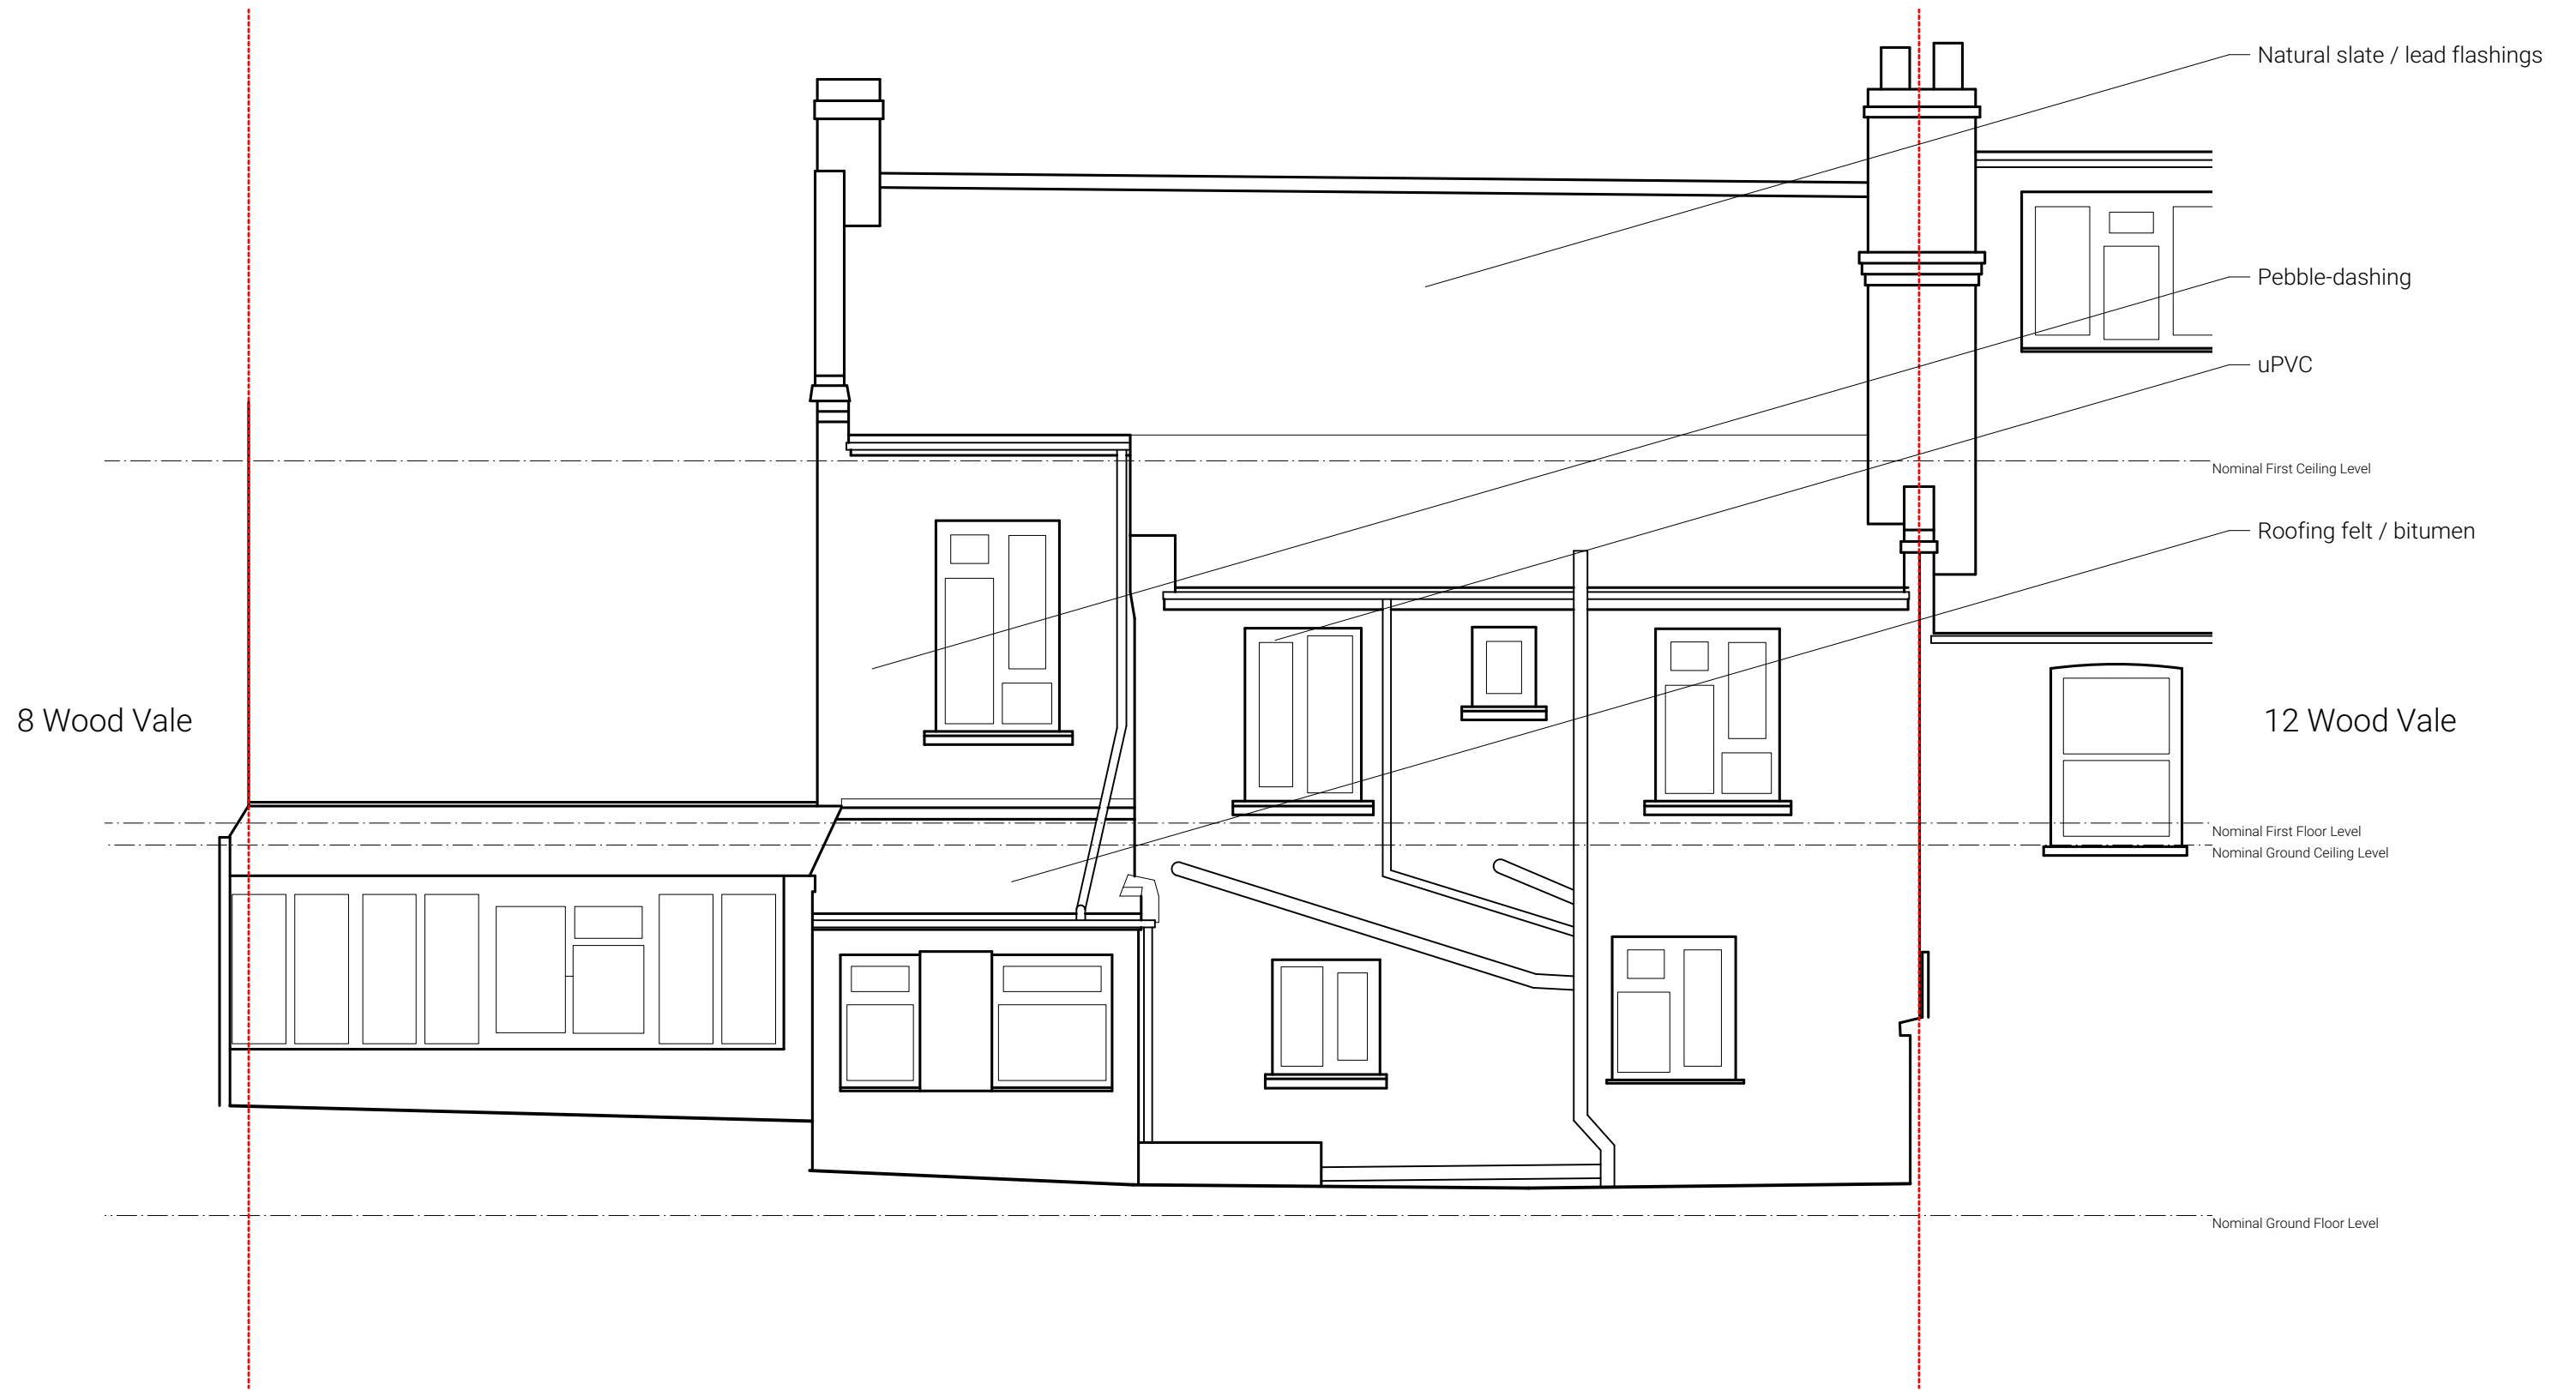 Natural slate / lead flashings
Pebble-dashing
uPVC
Nominal First Ceiling Level
Roofing felt / bitumen
8 Wood Vale
12 Wood Vale
Nominal First Floor Level
Nominal Ground Ceiling Level
Nominal Ground Floor Level